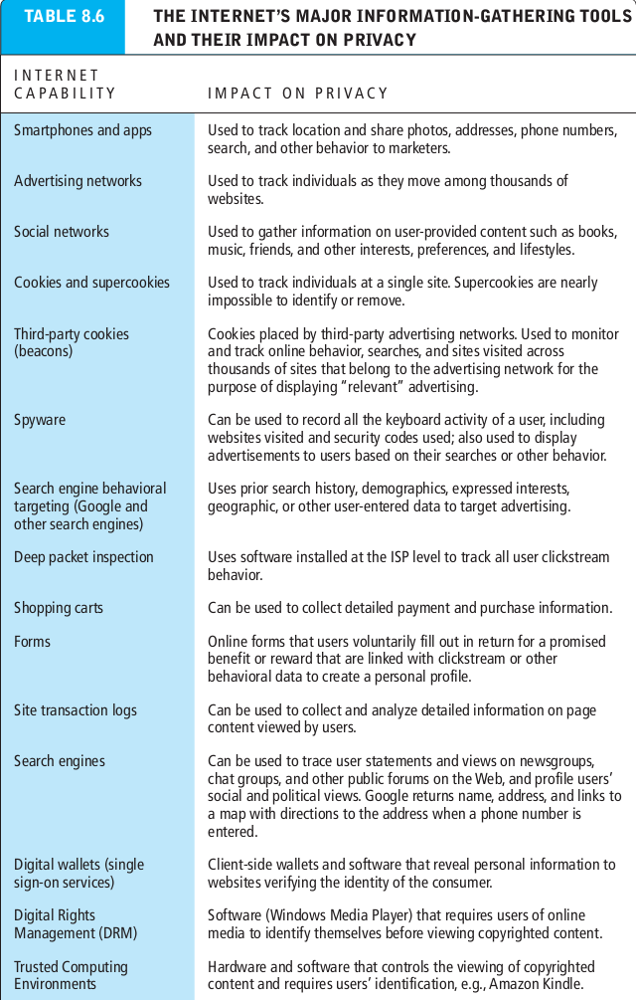 TABLE 8.6
THE INTERNET'S MAJOR INFORMATION-GATHERING TOOLS
AND THEIR IMPACT ON PRIVACY
INTERNET
CAPABILITY
IMPACT ON PRIVACY
Smartphones and apps
Used to track location and share photos, addresses, phone numbers,
search, and other behavior to marketers.
Advertising networks
Used to track individuals as they move among thousands of
websites.
Social networks
Used to gather information on user-provided content such as books,
music, friends, and other interests, preferences, and lifestyles.
Cookies and supercookies
Used to track individuals at a single site. Supercookies are nearly
impossible to identify or remove.
Third-party cookies
(beacons)
Cookies placed by third-party advertising networks. Used to monitor
and track online behavior, searches, and sites visited across
thousands of sites that belong to the advertising network for the
purpose of displaying “relevant” advertising.
Spyware
Can be used to record all the keyboard activity of a user, including
websites visited and security codes used; also used to display
advertisements to users based on their searches or other behavior.
Search engine behavioral
targeting (Google and
other search engines)
Uses prior search history, demographics, expressed interests,
geographic, or other user-entered data to target advertising.
Deep packet inspection
Uses software installed at the ISP level to track all user clickstream
behavior.
Shopping carts
Can be used to collect detailed payment and purchase information.
Forms
Online forms that users voluntarily fill out in return for a promised
benefit or reward that are linked with clickstream or other
behavioral data to create a personal profile.
Site transaction logs
Can be used to collect and analyze detailed information on page
content viewed by users.
Search engines
Can be used to trace user statements and views on newsgroups,
chat groups, and other public forums on the Web, and profile users'
social and political views. Google returns name, address, and links to
a map with directions to the address when a phone number is
entered.
Digital wallets (single
sign-on services)
Client-side wallets and software that reveal personal information to
websites verifying the identity of the consumer.
Digital Rights
Management (DRM)
Software (Windows Media Player) that requires users of online
media to identify themselves before viewing copyrighted content.
Trusted Computing
Environments
Hardware and software that controls the viewing of copyrighted
content and requires users' identification, e.g., Amazon Kindle.